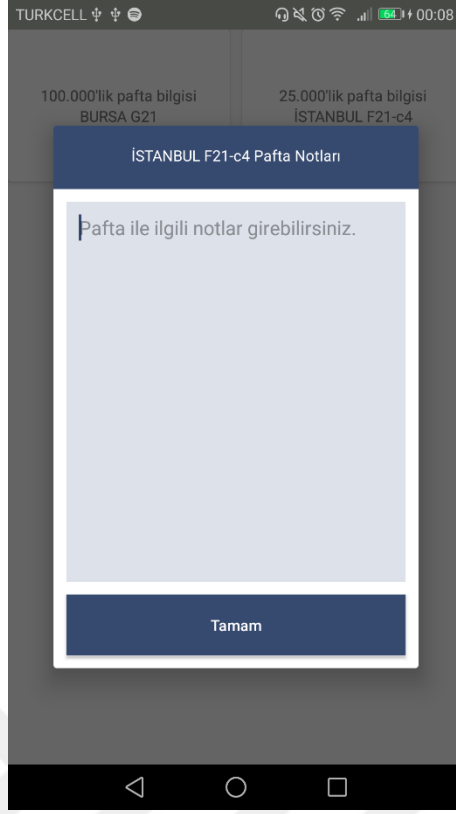 TURKCELL 64 00:08
100.000'lik pafta bilgisi
BURSA G21
25.000'lik pafta bilgisi
İSTANBUL F21-c4
İSTANBUL F21-c4 Pafta Notları
Pafta ile ilgili notlar girebilirsiniz.
Tamam